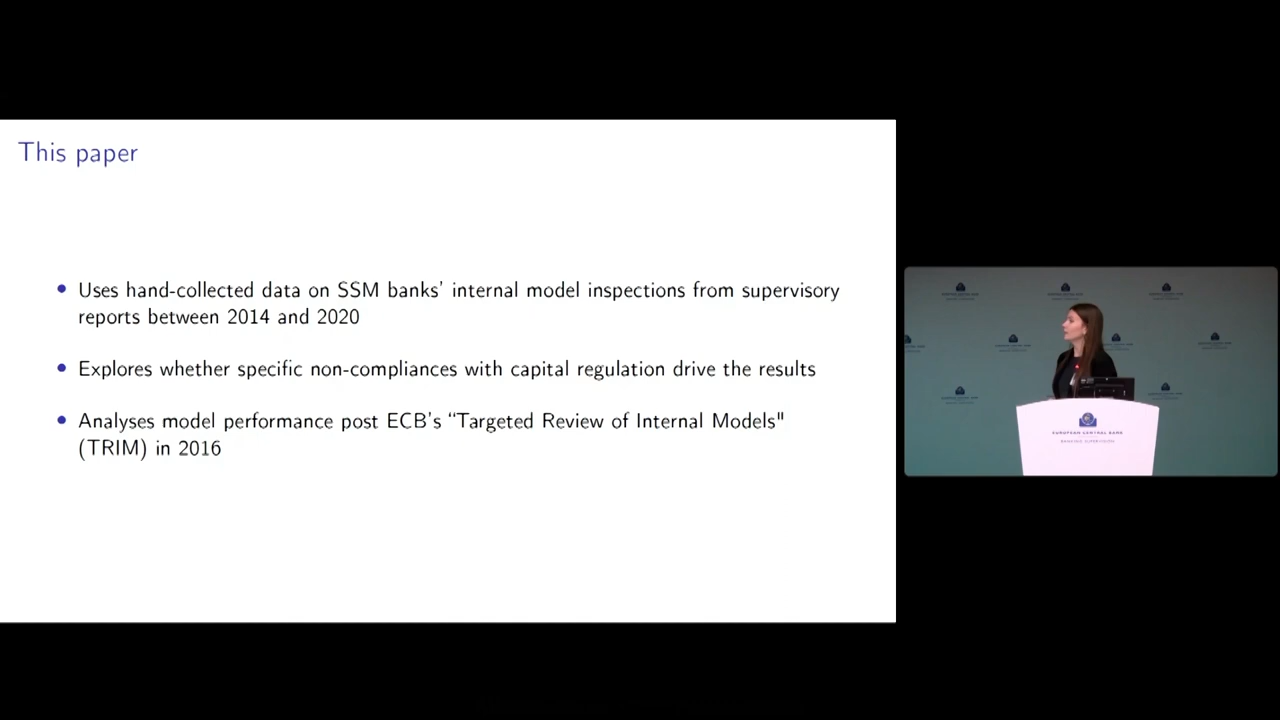 This paper
• Uses hand-collected data on SSM banks' internal model inspections from supervisory
reports between 2014 and 2020
• Explores whether specific non-compliances with capital regulation drive the results
• Analyses model performance post ECB's “Targeted Review of Internal Models"
(TRIM) in 2016
EUROPEAN CENTRAL BANK
BANKING SUPERVISION